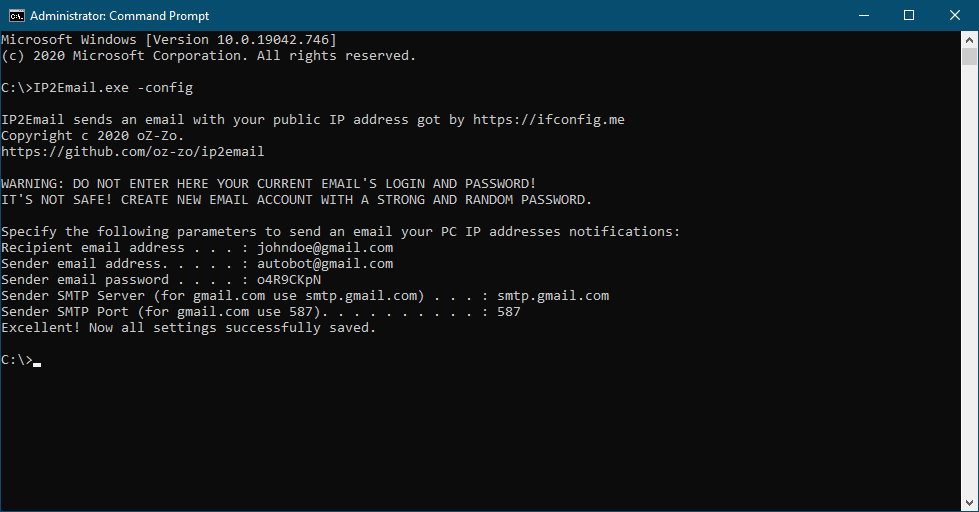 Administrator: Command Prompt
Microsoft Windows [Version 10.0.19042.746]
(c) 2020 Microsoft Corporation. All rights reserved.
C:\>IP2Email.exe -config
IP2Email sends an email with your public IP address got by https://ifconfig.me
Copyright c 2020 oZ-Zo.
https://github.com/oz-zo/ip2email
WARNING: DO NOT ENTER HERE YOUR CURRENT EMAIL'S LOGIN AND PASSWORD!
IT'S NOT SAFE! CREATE NEW EMAIL ACCOUNT WITH A STRONG AND RANDOM PASSWORD.
Specify the following parameters to send an email your PC IP addresses notifications:
Recipient email address . . . : johndoe@gmail.com
Sender email address. . . . . : autobot@gmail.com
Sender email password . . . . : o4R9CKpN
Sender SMTP Server (for gmail.com use smtp.gmail.com) . . . : smtp.gmail.com
Sender SMTP Port (for gmail.com use 587). . . . . . . . . . : 587
Excellent! Now all settings successfully saved.
C:\>